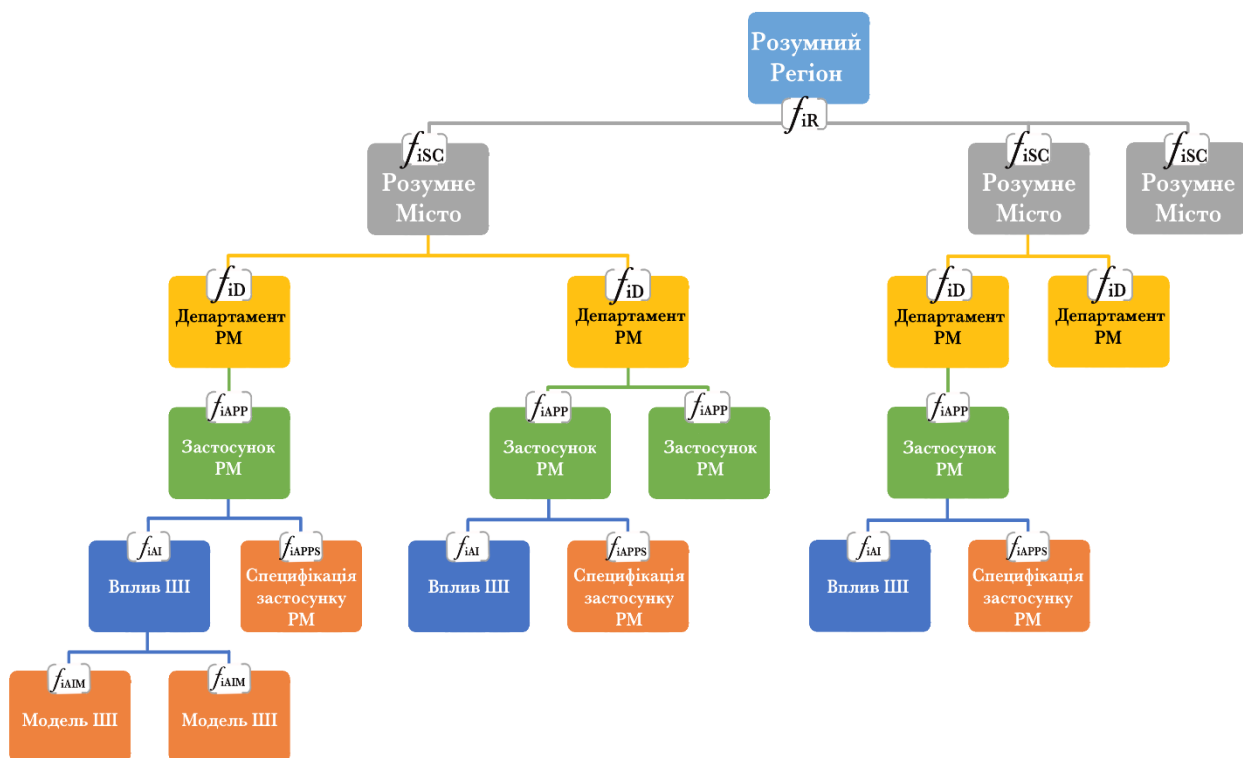 Розумний
Регіон
fiR
fiSC
Розумне
Місто
fiSC
Розумне
Місто
fiSC
Розумне
Місто
fiD
Департамент
РМ
fiD
Департамент
РМ
fiD
Департамент
РМ
fiD
Департамент
РМ
fiAPP
Застосунок
РМ
fiAPP
Застосунок
РМ
fiAPP
Застосунок
РМ
fiAPP
Застосунок
РМ
fiAI
Вплив ШІ
fiAPPS
Специфікація
застосунку
РМ
fiAI
Вплив ШІ
fiAPPS
Специфікація
застосунку
РМ
fiAI
Вплив ШІ
fiAPPS
Специфікація
застосунку
РМ
fiAIM
Модель ШІ
fiAIM
Модель ШІ